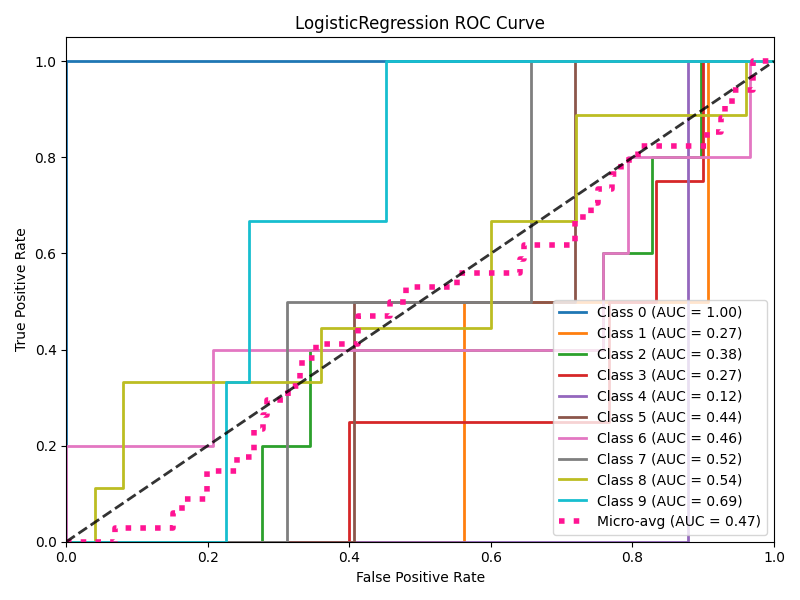 LogisticRegression ROC Curve
True Positive Rate
1.0
0.8
0.6
0.4
0.2
0.0
0.0 0.2 0.4 0.6 0.8 1.0
False Positive Rate
Class 0 (AUC = 1.00)
Class 1 (AUC = 0.27)
Class 2 (AUC = 0.38)
Class 3 (AUC = 0.27)
Class 4 (AUC = 0.12)
Class 5 (AUC = 0.44)
Class 6 (AUC = 0.46)
Class 7 (AUC = 0.52)
Class 8 (AUC = 0.54)
Class 9 (AUC = 0.69)
Micro-avg (AUC = 0.47)